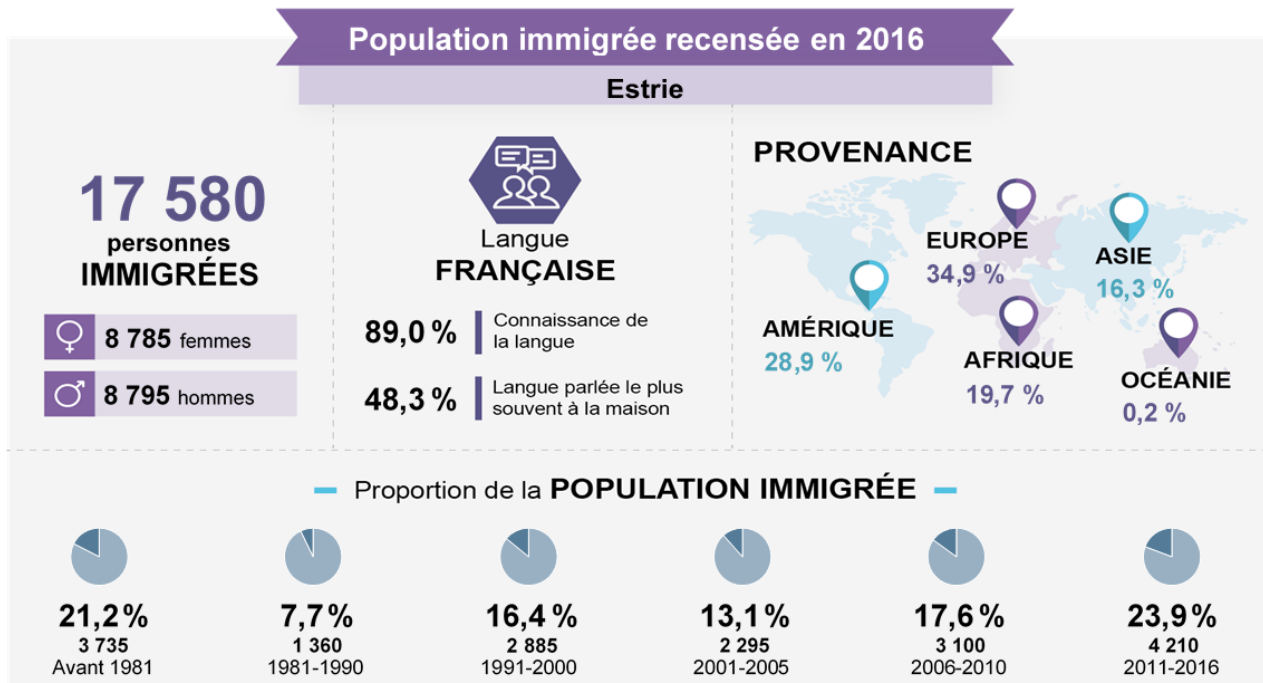 Population immigrée recensée en 2016
Estrie
17 580
personnes
IMMIGRÉES
8 785 femmes
8 795 hommes
Langue
FRANÇAISE
89,0 %
Connaissance de
la langue
48,3 %
Langue parlée le plus
souvent à la maison
PROVENANCE
EUROPE
34,9 %
ASIE
16,3 %
AMÉRIQUE
28,9 %
AFRIQUE
19,7 %
OCÉANIE
0,2 %
Proportion de la POPULATION IMMIGRÉE
21,2 %
3 735
Avant 1981
7,7 %
1 360
1981-1990
16,4 %
2 885
1991-2000
13,1 %
2 295
2001-2005
17,6 %
3 100
2006-2010
23,9 %
4 210
2011-2016